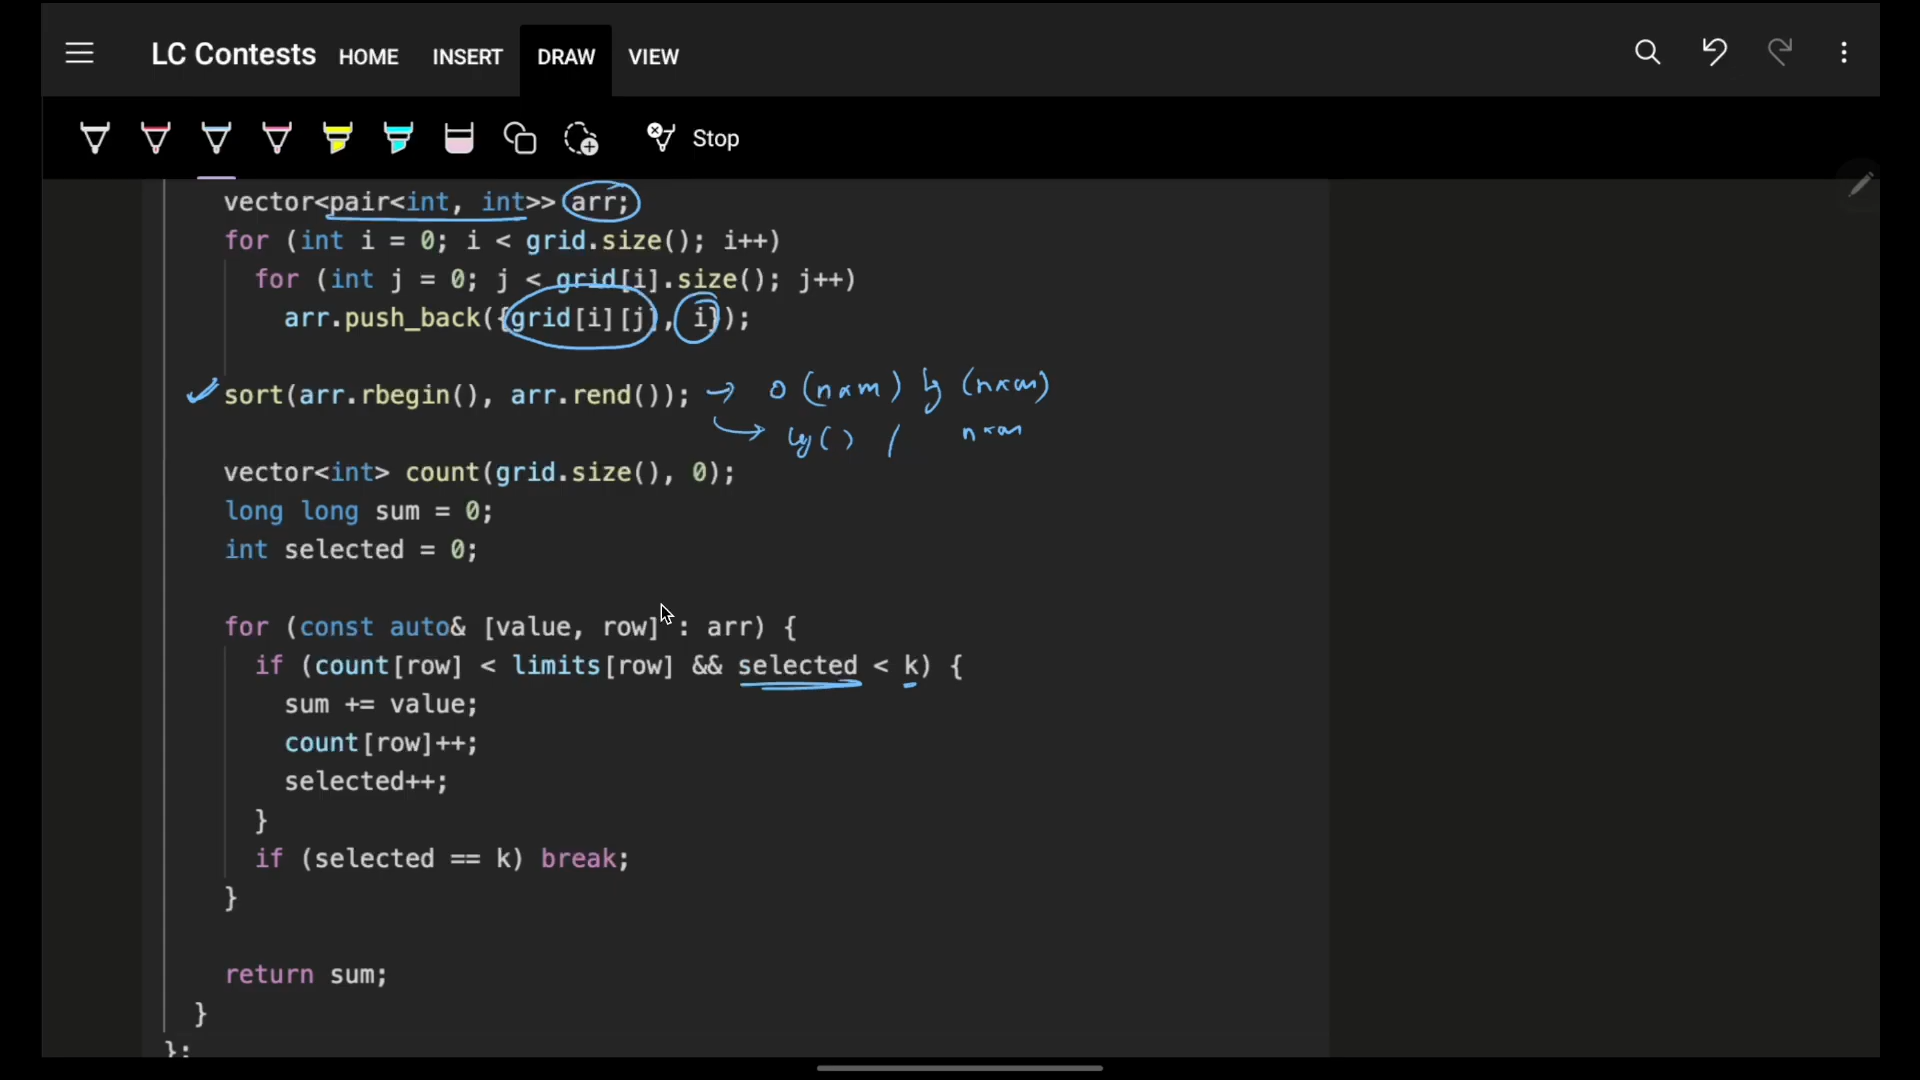 LC Contests HOME INSERT DRAW VIEW
Stop
vector<pair<int, int>> arr;
for (int i = 0; i < grid.size(); i++)
for (int j = 0; j < grid[i].size(); j++)
arr.push_back({grid[i][j], i});
sort(arr.rbegin(), arr.rend()); → O (n×m) lg (n×m)
→ lg() / n×m
vector<int> count(grid.size(), 0);
long long sum = 0;
int selected = 0;
for (const auto& [value, row] : arr) {
if (count[row] < limits[row] && selected < k) {
sum += value;
count[row]++;
selected++;
}
if (selected == k) break;
}
return sum;
}
};